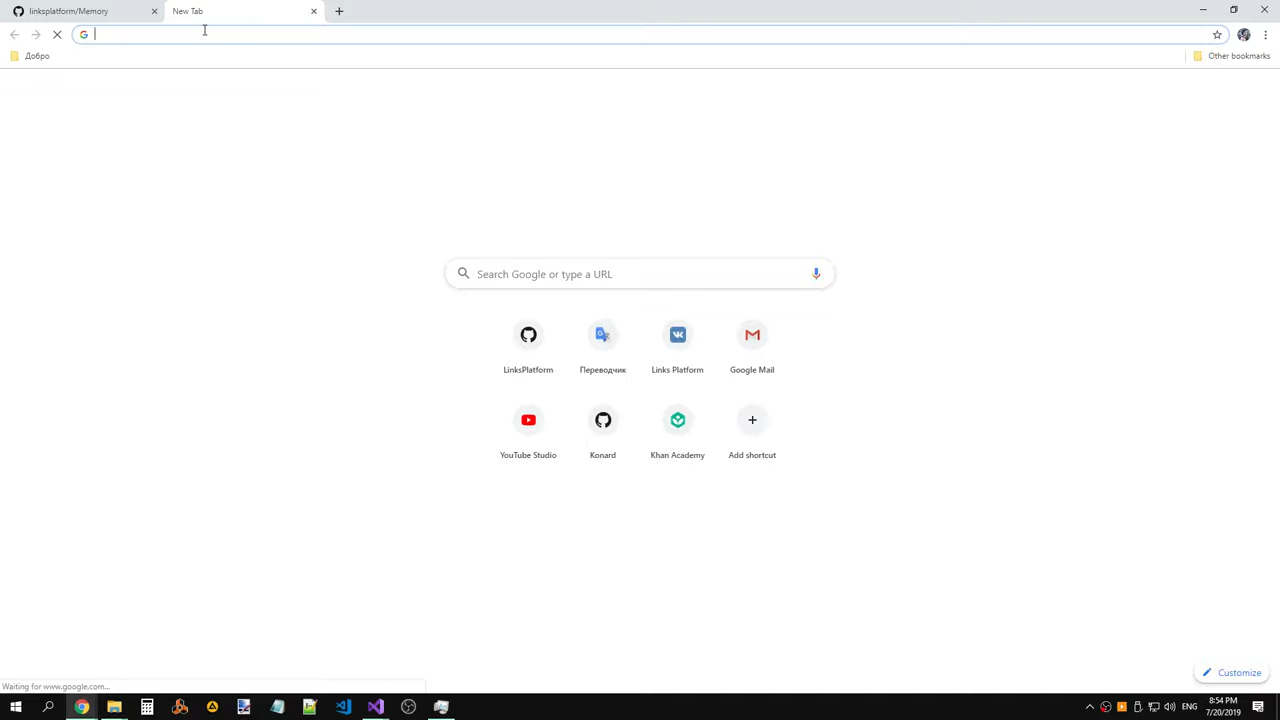 linksplatform/Memory
New Tab
Добро
Other bookmarks
Search Google or type a URL
LinksPlatform
Переводчик
Links Platform
Google Mail
YouTube Studio
Konard
Khan Academy
Add shortcut
Customize
Waiting for www.google.com...
ENG
8:54 PM
7/20/2019